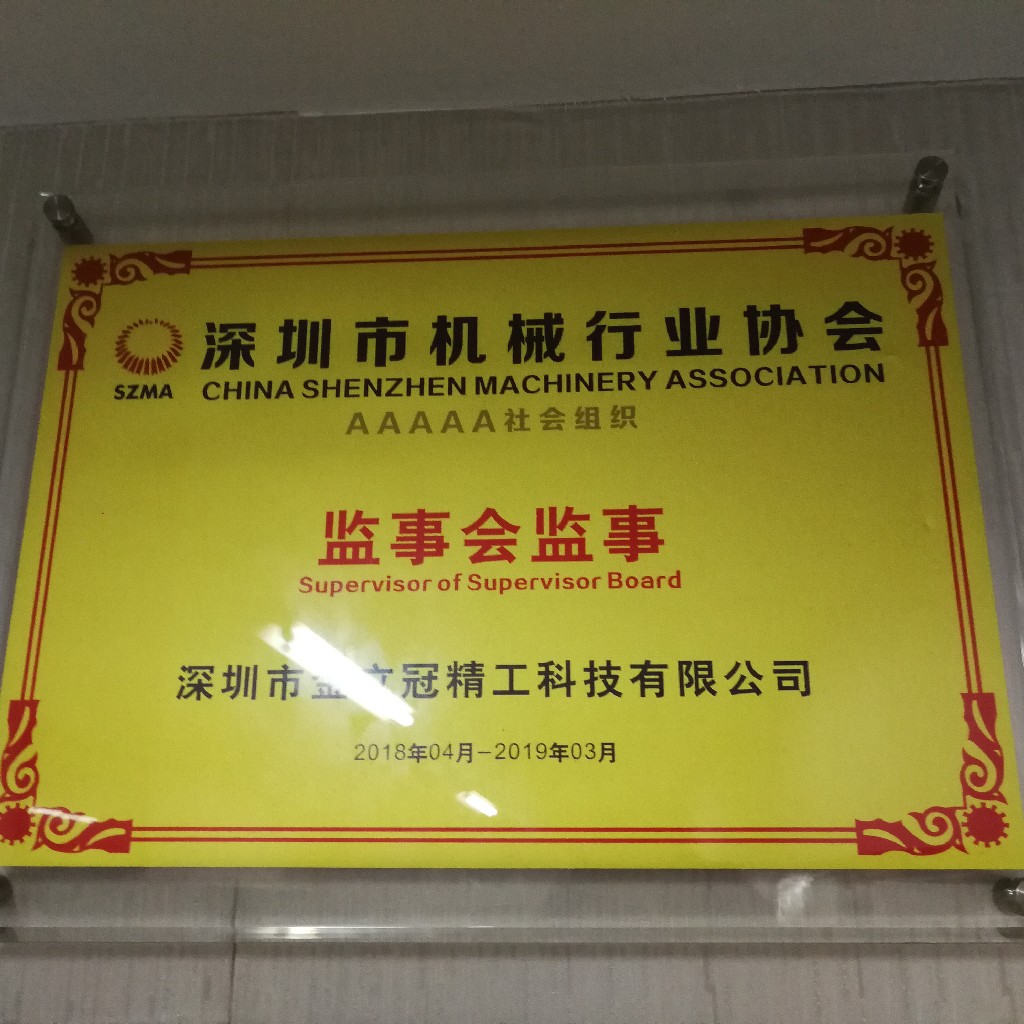 深圳市机械行业协会
SZMA
CHINA SHENZHEN MACHINERY ASSOCIATION
AAAAA社会组织
监事会监事
Supervisor of Supervisor Board
深圳市金立冠精工科技有限公司
2018年04月-2019年03月